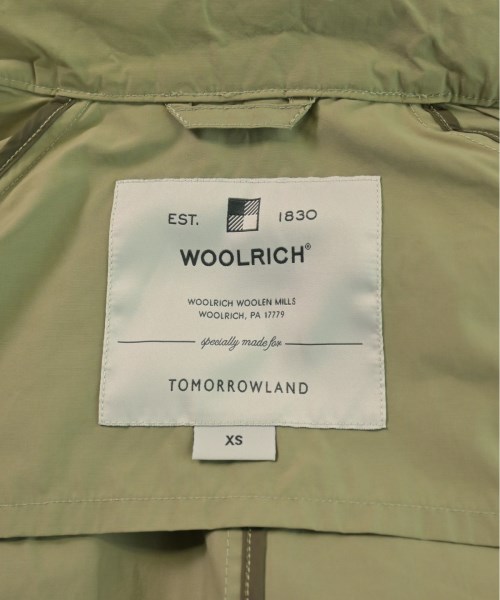 EST. 1830
WOOLRICH®
WOOLRICH WOOLEN MILLS
WOOLRICH, PA 17779
specially made for
TOMORROWLAND
XS